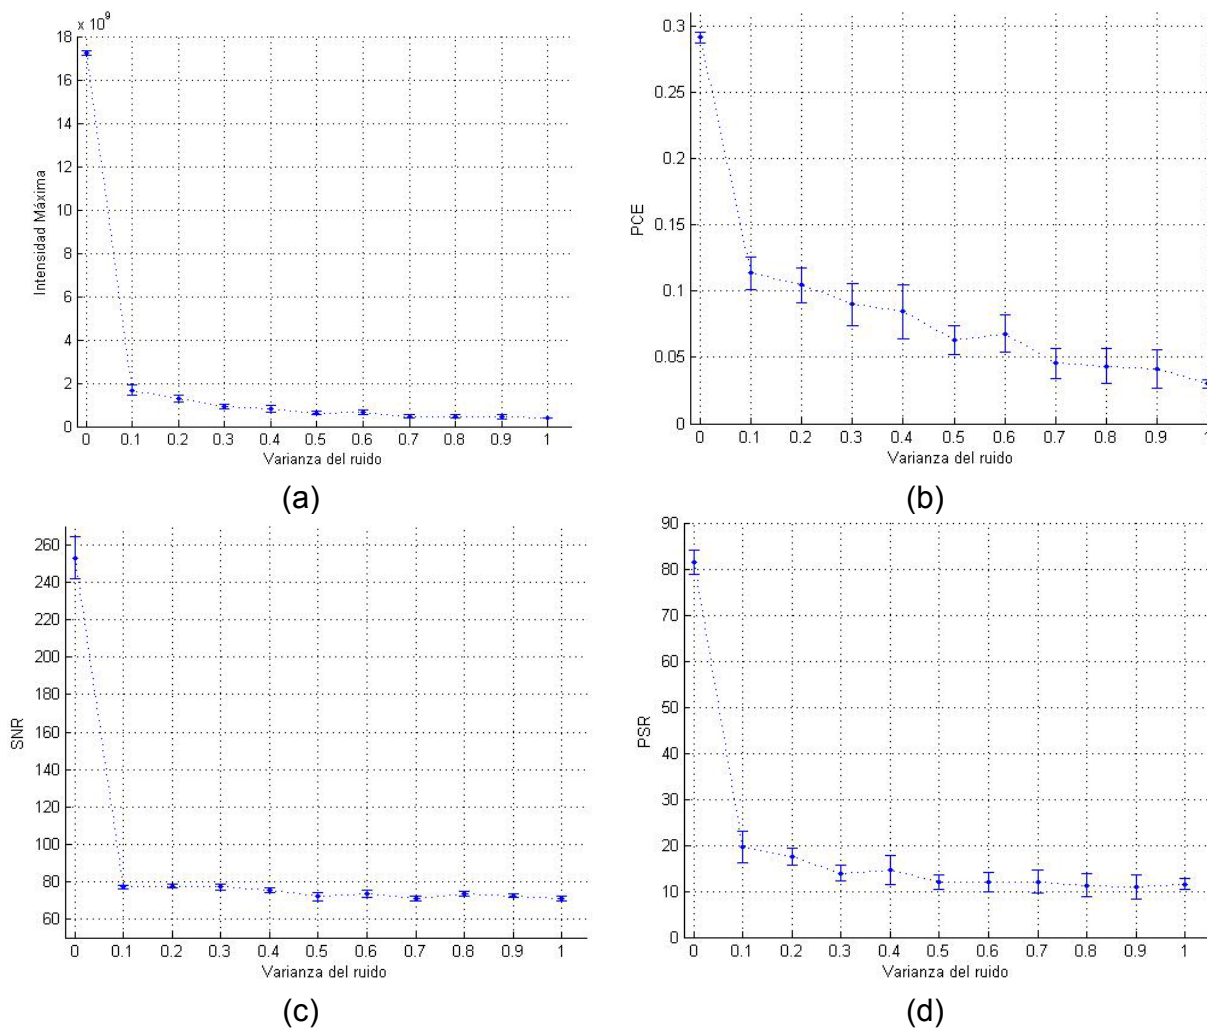 x 10⁹
18
16
14
12
10
8
6
4
2
0
Intensidad Máxima
0 0.1 0.2 0.3 0.4 0.5 0.6 0.7 0.8 0.9 1
Varianza del ruido
(a)
0.3
0.25
0.2
0.15
0.1
0.05
0
PCE
0 0.1 0.2 0.3 0.4 0.5 0.6 0.7 0.8 0.9 1
Varianza del ruido
(b)
260
240
220
200
180
160
140
120
100
80
60
SNR
0 0.1 0.2 0.3 0.4 0.5 0.6 0.7 0.8 0.9 1
Varianza del ruido
(c)
90
80
70
60
50
40
30
20
10
0
PSR
0 0.1 0.2 0.3 0.4 0.5 0.6 0.7 0.8 0.9 1
Varianza del ruido
(d)